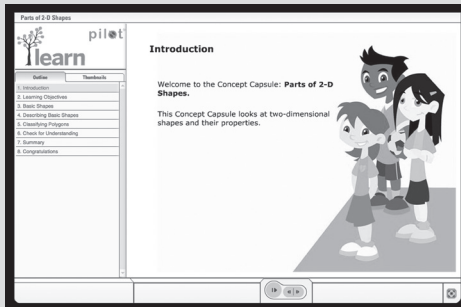 Parts of 2-D Shapes
pilot
learn
Outline
Thumbnails
1. Introduction
2. Learning Objectives
3. Basic Shapes
4. Describing Basic Shapes
5. Classifying Polygons
6. Check for Understanding
7. Summary
8. Congratulations
Introduction
Welcome to the Concept Capsule: Parts of 2-D
Shapes.
This Concept Capsule looks at two-dimensional
shapes and their properties.